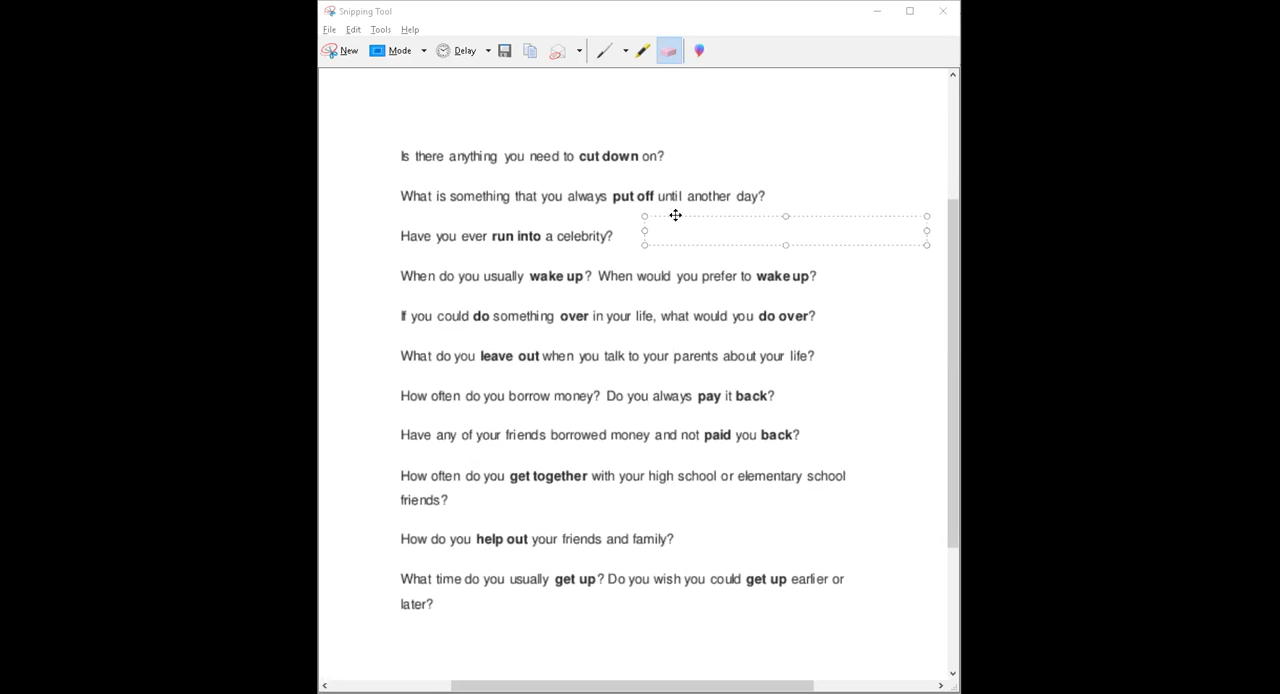 Snipping Tool
File Edit Tools Help
New Mode Delay
Is there anything you need to cut down on?
What is something that you always put off until another day?
Have you ever run into a celebrity?
When do you usually wake up? When would you prefer to wake up?
If you could do something over in your life, what would you do over?
What do you leave out when you talk to your parents about your life?
How often do you borrow money? Do you always pay it back?
Have any of your friends borrowed money and not paid you back?
How often do you get together with your high school or elementary school
friends?
How do you help out your friends and family?
What time do you usually get up? Do you wish you could get up earlier or
later?